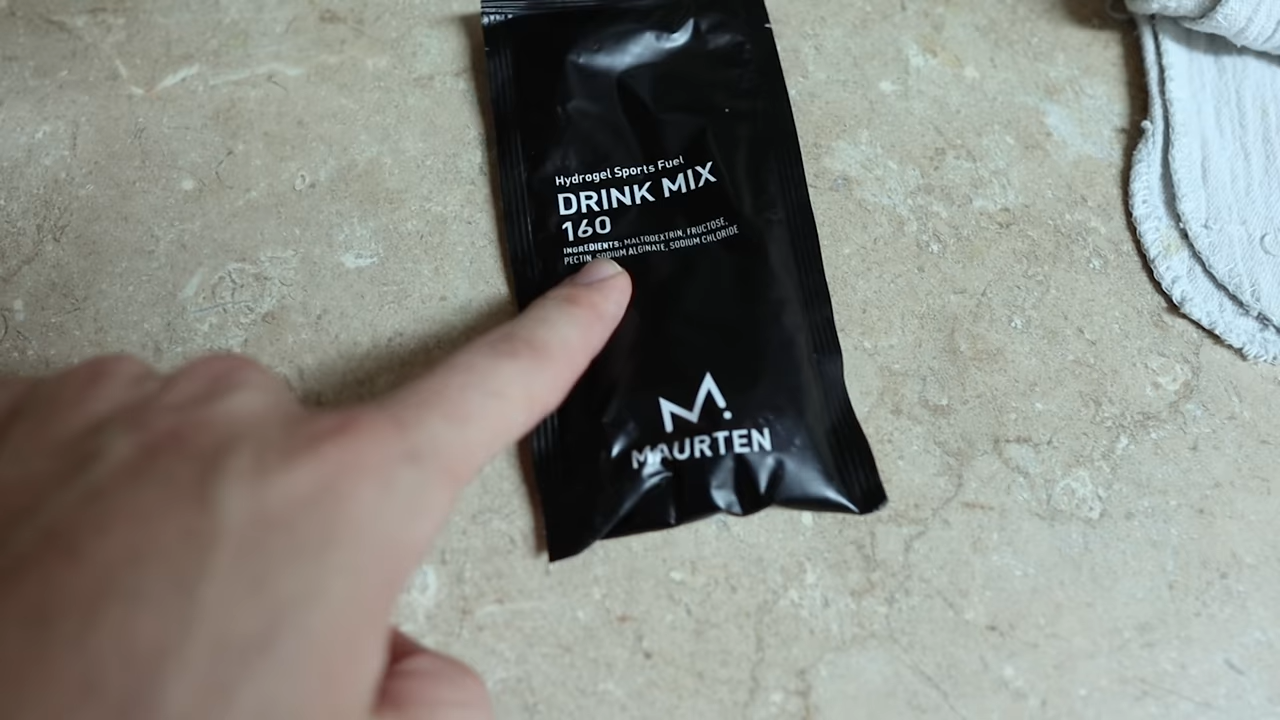 Hydrogel Sports Fuel
DRINK MIX
160
INGREDIENTS: MALTODEXTRIN, FRUCTOSE,
PECTIN, SODIUM ALGINATE, SODIUM CHLORIDE
MAURTEN